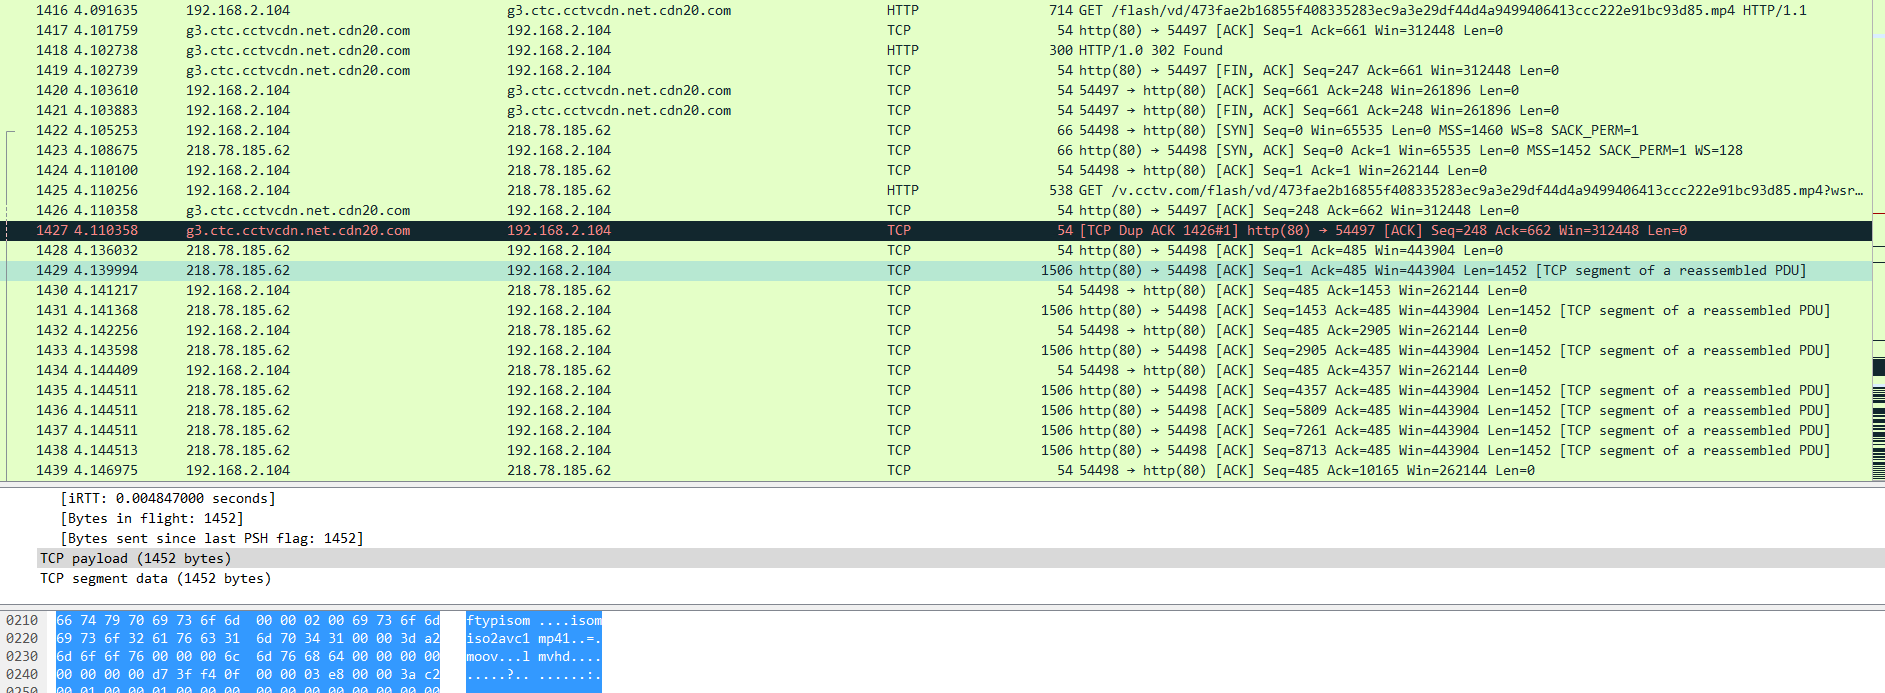 1416 4.091635 192.168.2.104 g3.ctc.cctvcdn.net.cdn20.com HTTP 714 GET /flash/vd/473fae2b16855f408335283ec9a3e29df44d4a9499406413ccc222e91bc93d85.mp4 HTTP/1.1
1417 4.101759 g3.ctc.cctvcdn.net.cdn20.com 192.168.2.104 TCP 54 http(80) → 54497 [ACK] Seq=1 Ack=661 Win=312448 Len=0
1418 4.102738 g3.ctc.cctvcdn.net.cdn20.com 192.168.2.104 HTTP 300 HTTP/1.0 302 Found
1419 4.102739 g3.ctc.cctvcdn.net.cdn20.com 192.168.2.104 TCP 54 http(80) → 54497 [FIN, ACK] Seq=247 Ack=661 Win=312448 Len=0
1420 4.103610 192.168.2.104 g3.ctc.cctvcdn.net.cdn20.com TCP 54 54497 → http(80) [ACK] Seq=661 Ack=248 Win=261896 Len=0
1421 4.103883 192.168.2.104 g3.ctc.cctvcdn.net.cdn20.com TCP 54 54497 → http(80) [FIN, ACK] Seq=661 Ack=248 Win=261896 Len=0
1422 4.105253 192.168.2.104 218.78.185.62 TCP 66 54498 → http(80) [SYN] Seq=0 Win=65535 Len=0 MSS=1460 WS=8 SACK_PERM=1
1423 4.108675 218.78.185.62 192.168.2.104 TCP 66 http(80) → 54498 [SYN, ACK] Seq=0 Ack=1 Win=65535 Len=0 MSS=1452 SACK_PERM=1 WS=128
1424 4.110100 192.168.2.104 218.78.185.62 TCP 54 54498 → http(80) [ACK] Seq=1 Ack=1 Win=262144 Len=0
1425 4.110256 192.168.2.104 218.78.185.62 HTTP 538 GET /v.cctv.com/flash/vd/473fae2b16855f408335283ec9a3e29df44d4a9499406413ccc222e91bc93d85.mp4?wsr…
1426 4.110358 g3.ctc.cctvcdn.net.cdn20.com 192.168.2.104 TCP 54 http(80) → 54497 [ACK] Seq=248 Ack=662 Win=312448 Len=0
1427 4.110358 g3.ctc.cctvcdn.net.cdn20.com 192.168.2.104 TCP 54 [TCP Dup ACK 1426#1] http(80) → 54497 [ACK] Seq=248 Ack=662 Win=312448 Len=0
1428 4.136032 218.78.185.62 192.168.2.104 TCP 54 http(80) → 54498 [ACK] Seq=1 Ack=485 Win=443904 Len=0
1429 4.139994 218.78.185.62 192.168.2.104 TCP 1506 http(80) → 54498 [ACK] Seq=1 Ack=485 Win=443904 Len=1452 [TCP segment of a reassembled PDU]
1430 4.141217 192.168.2.104 218.78.185.62 TCP 54 54498 → http(80) [ACK] Seq=485 Ack=1453 Win=262144 Len=0
1431 4.141368 218.78.185.62 192.168.2.104 TCP 1506 http(80) → 54498 [ACK] Seq=1453 Ack=485 Win=443904 Len=1452 [TCP segment of a reassembled PDU]
1432 4.142256 192.168.2.104 218.78.185.62 TCP 54 54498 → http(80) [ACK] Seq=485 Ack=2905 Win=262144 Len=0
1433 4.143598 218.78.185.62 192.168.2.104 TCP 1506 http(80) → 54498 [ACK] Seq=2905 Ack=485 Win=443904 Len=1452 [TCP segment of a reassembled PDU]
1434 4.144409 192.168.2.104 218.78.185.62 TCP 54 54498 → http(80) [ACK] Seq=485 Ack=4357 Win=262144 Len=0
1435 4.144511 218.78.185.62 192.168.2.104 TCP 1506 http(80) → 54498 [ACK] Seq=4357 Ack=485 Win=443904 Len=1452 [TCP segment of a reassembled PDU]
1436 4.144511 218.78.185.62 192.168.2.104 TCP 1506 http(80) → 54498 [ACK] Seq=5809 Ack=485 Win=443904 Len=1452 [TCP segment of a reassembled PDU]
1437 4.144511 218.78.185.62 192.168.2.104 TCP 1506 http(80) → 54498 [ACK] Seq=7261 Ack=485 Win=443904 Len=1452 [TCP segment of a reassembled PDU]
1438 4.144513 218.78.185.62 192.168.2.104 TCP 1506 http(80) → 54498 [ACK] Seq=8713 Ack=485 Win=443904 Len=1452 [TCP segment of a reassembled PDU]
1439 4.146975 192.168.2.104 218.78.185.62 TCP 54 54498 → http(80) [ACK] Seq=485 Ack=10165 Win=262144 Len=0
[iRTT: 0.004847000 seconds]
[Bytes in flight: 1452]
[Bytes sent since last PSH flag: 1452]
TCP payload (1452 bytes)
TCP segment data (1452 bytes)
0210 66 74 79 70 69 73 6f 6d 00 00 02 00 69 73 6f 6d ftypisom ....isom
0220 69 73 6f 32 61 76 63 31 6d 70 34 31 00 00 3d a2 iso2avc1 mp41..=.
0230 6d 6f 6f 76 00 00 00 6c 6d 76 68 64 00 00 00 00 moov...l mvhd....
0240 00 00 00 00 d7 3f f4 0f 00 00 03 e8 00 00 3a c2 .....?.. ......:.
0250 00 01 00 00 01 00 00 00 00 00 00 00 00 00 00 00